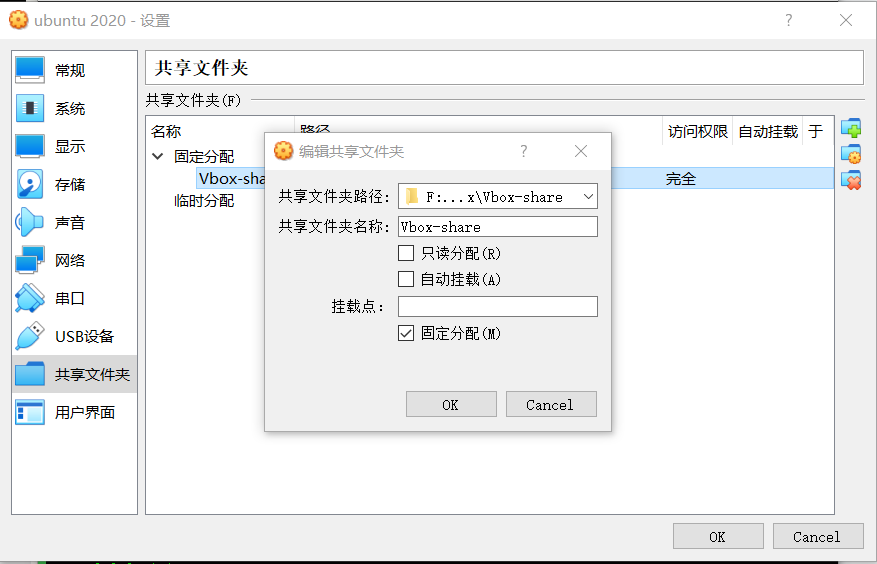 ubuntu 2020 - 设置
常规
系统
显示
存储
声音
网络
串口
USB设备
共享文件夹
用户界面
共享文件夹
共享文件夹(F)
名称 路径 访问权限 自动挂载 于
固定分配
Vbox-sha 完全
临时分配
编辑共享文件夹
共享文件夹路径: F:...x\Vbox-share
共享文件夹名称: Vbox-share
只读分配(R)
自动挂载(A)
挂载点:
固定分配(M)
OK Cancel
OK Cancel